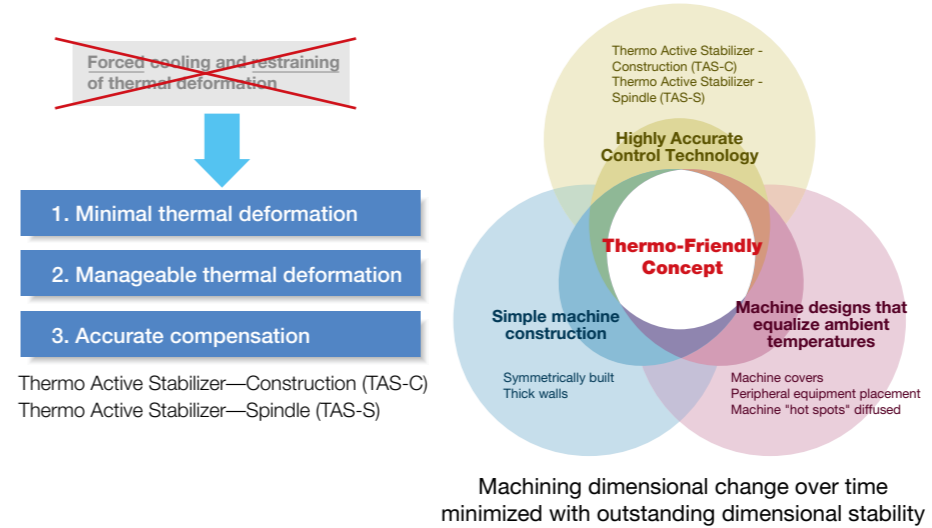 Forced cooling and restraining
of thermal deformation
1. Minimal thermal deformation
2. Manageable thermal deformation
3. Accurate compensation
Thermo Active Stabilizer—Construction (TAS-C)
Thermo Active Stabilizer—Spindle (TAS-S)
Thermo Active Stabilizer -
Construction (TAS-C)
Thermo Active Stabilizer -
Spindle (TAS-S)
Highly Accurate
Control Technology
Thermo-Friendly
Concept
Simple machine
construction
Symmetrically built
Thick walls
Machine designs that
equalize ambient
temperatures
Machine covers
Peripheral equipment placement
Machine "hot spots" diffused
Machining dimensional change over time
minimized with outstanding dimensional stability